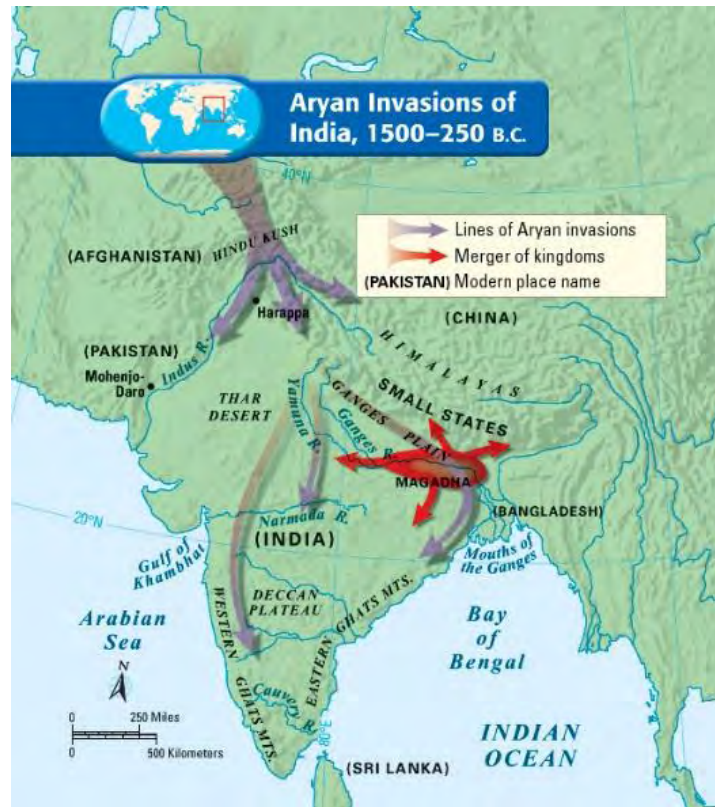 Aryan Invasions of
India, 1500–250 B.C.
40°N
Lines of Aryan invasions
Merger of kingdoms
(PAKISTAN) Modern place name
(AFGHANISTAN)
HINDU KUSH
Harappa
(CHINA)
(PAKISTAN)
Mohenjo-
Daro
Indus R.
HIMALAYAS
THAR
DESERT
Yamuna R.
GANGES PLAIN
Ganges R.
SMALL STATES
MAGADHA
(BANGLADESH)
20°N
Narmada R.
(INDIA)
Mouths of
the Ganges
Gulf of
Khambhat
DECCAN
PLATEAU
WESTERN
GHATS MTS.
EASTERN
GHATS MTS.
Arabian
Sea
Bay
of
Bengal
N
Cauvery
R.
0 250 Miles
0 500 Kilometers
80°E
INDIAN
OCEAN
(SRI LANKA)